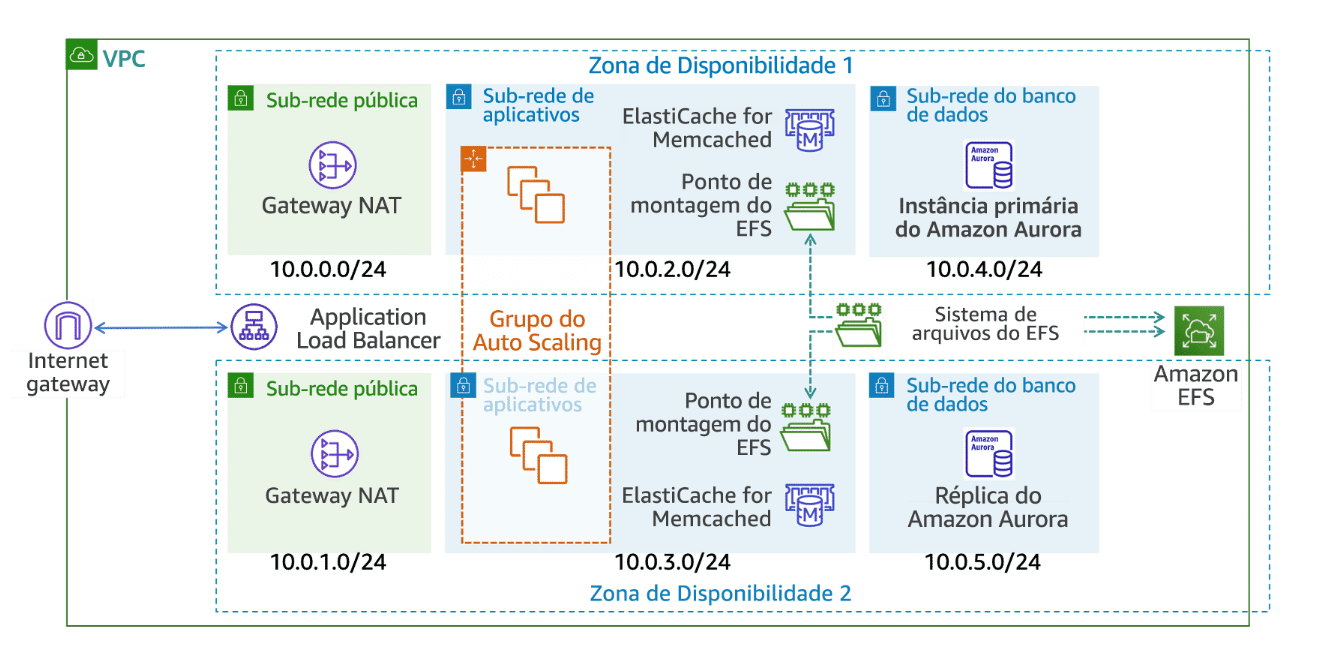 VPC
Zona de Disponibilidade 1
Sub-rede pública
Gateway NAT
10.0.0.0/24
Sub-rede de
aplicativos
ElastiCache for
Memcached
Ponto de
montagem do
EFS
10.0.2.0/24
Sub-rede do banco
de dados
Amazon
Aurora
Instância primária
do Amazon Aurora
10.0.4.0/24
Internet
gateway
Application
Load Balancer
Grupo do
Auto Scaling
Sistema de
arquivos do EFS
Amazon
EFS
Sub-rede pública
Gateway NAT
10.0.1.0/24
Sub-rede de
aplicativos
Ponto de
montagem do
EFS
ElastiCache for
Memcached
M
M
10.0.3.0/24
Sub-rede do banco
de dados
Amazon
Aurora
Réplica do
Amazon Aurora
10.0.5.0/24
Zona de Disponibilidade 2